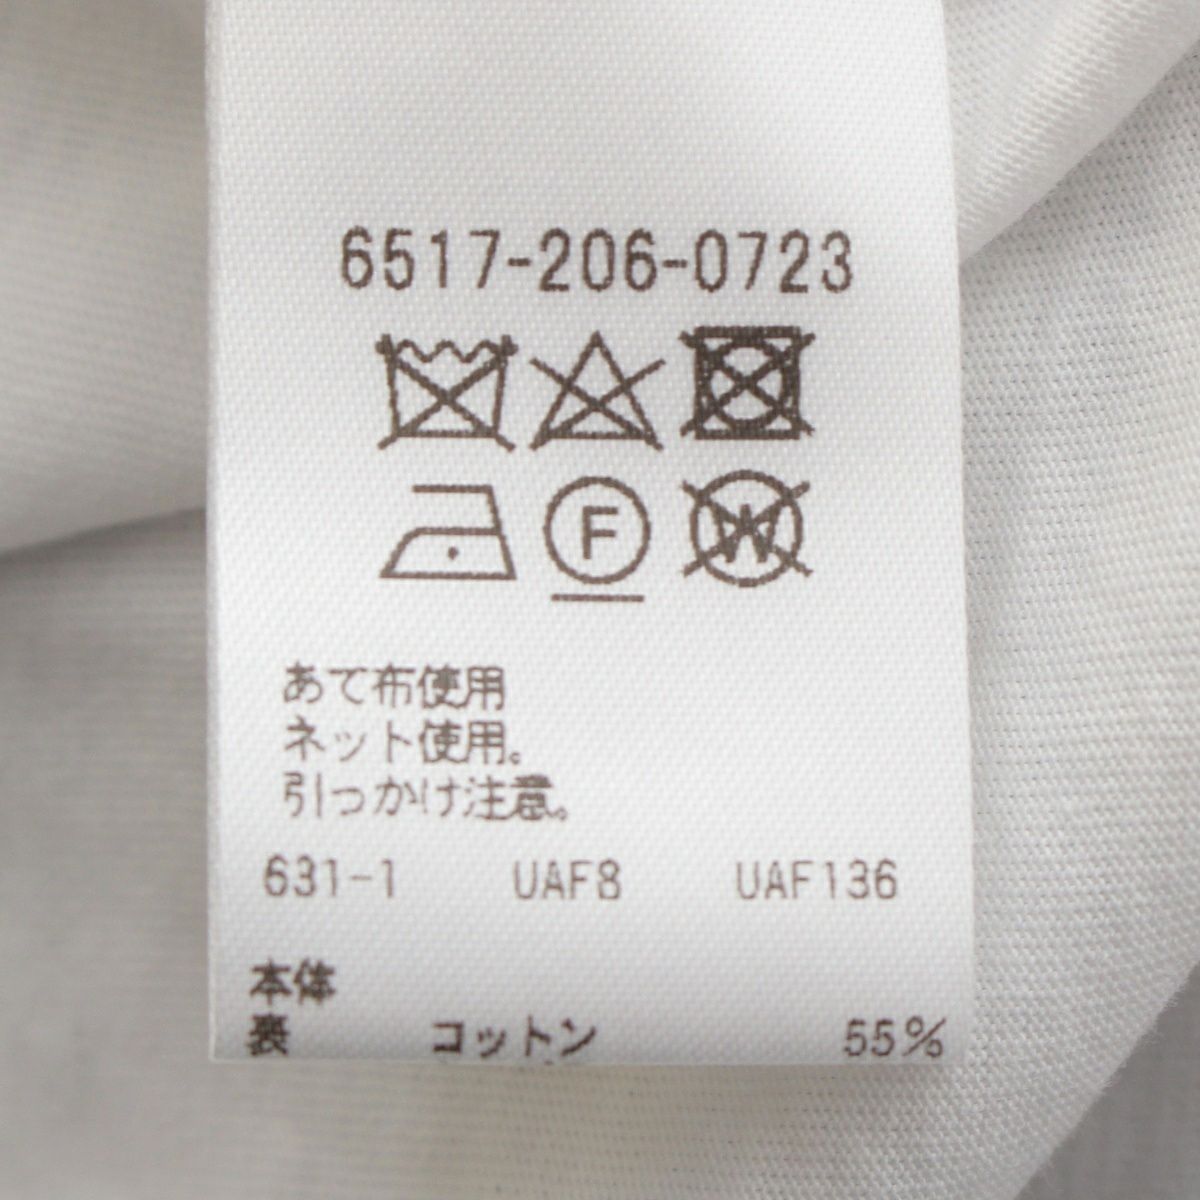 6517-206-0723
F W
あて布使用
ネット使用。
引っかけ注意。
631-1 UAF8 UAF136
本体
表 コットン 55%